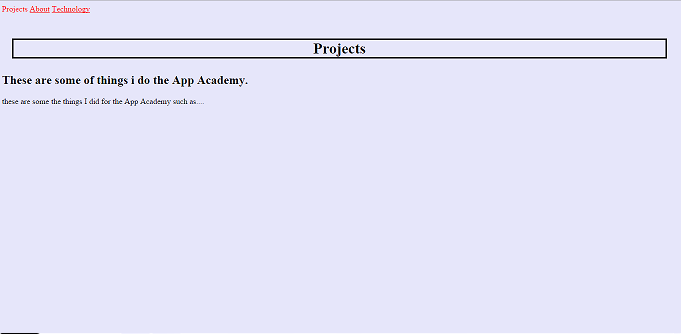 Projects About Technology
Projects
These are some of things i do the App Academy.
these are some the things I did for the App Academy such as....